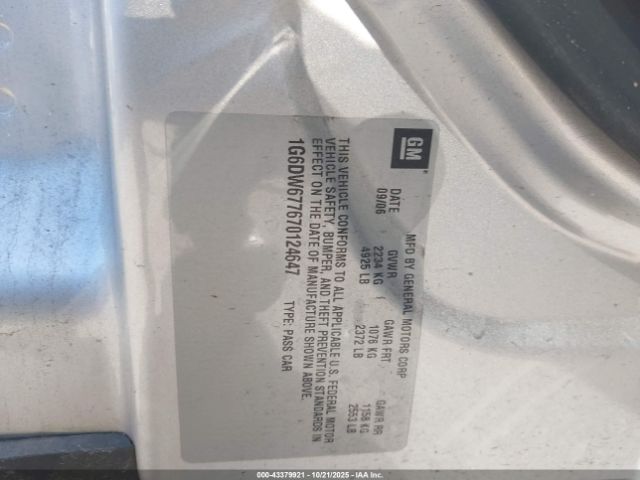 GM
MFD BY GENERAL MOTORS CORP
DATE GVWR GAWR FRT GAWR RR
09/06 2234 KG 1076 KG 1158 KG
4925 LB 2372 LB 2553 LB
THIS VEHICLE CONFORMS TO ALL APPLICABLE U.S. FEDERAL MOTOR
VEHICLE SAFETY, BUMPER, AND THEFT PREVENTION STANDARDS IN
EFFECT ON THE DATE OF MANUFACTURE SHOWN ABOVE.
1G6DW677670124647 TYPE: PASS CAR
000-43379921 - 10/21/2025 - COPYRIGHT IAA, LLC